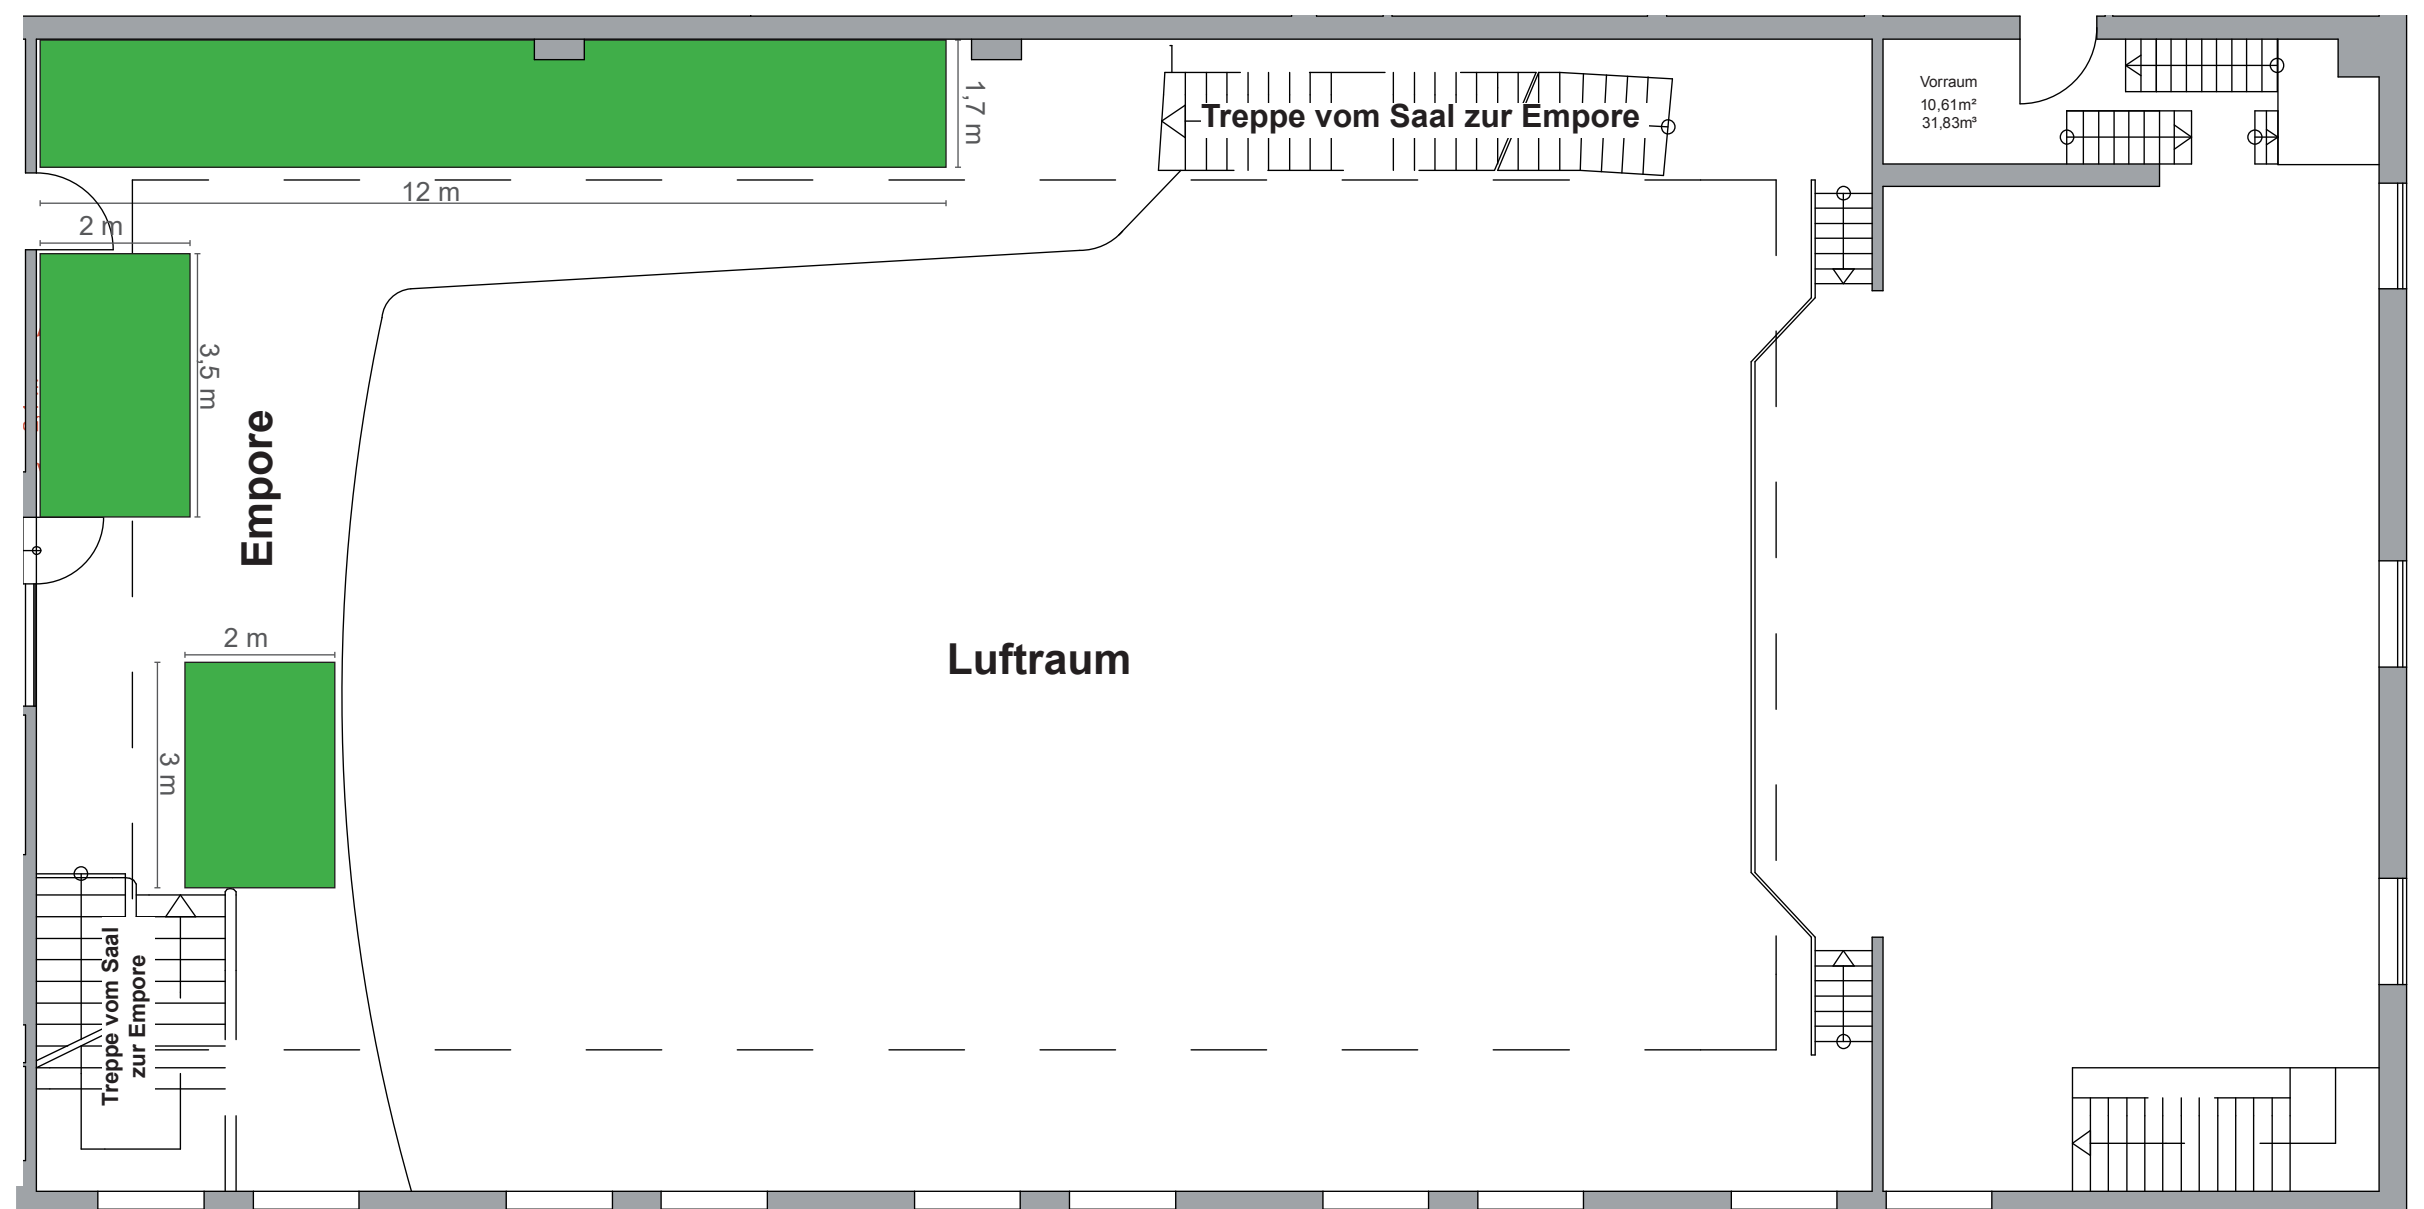 Vorraum
10,61m²
31,83m³
1,7 m
Treppe vom Saal zur Empore
12 m
2 m
3,5 m
Empore
2 m
Luftraum
3 m
Treppe vom Saal
zur Empore